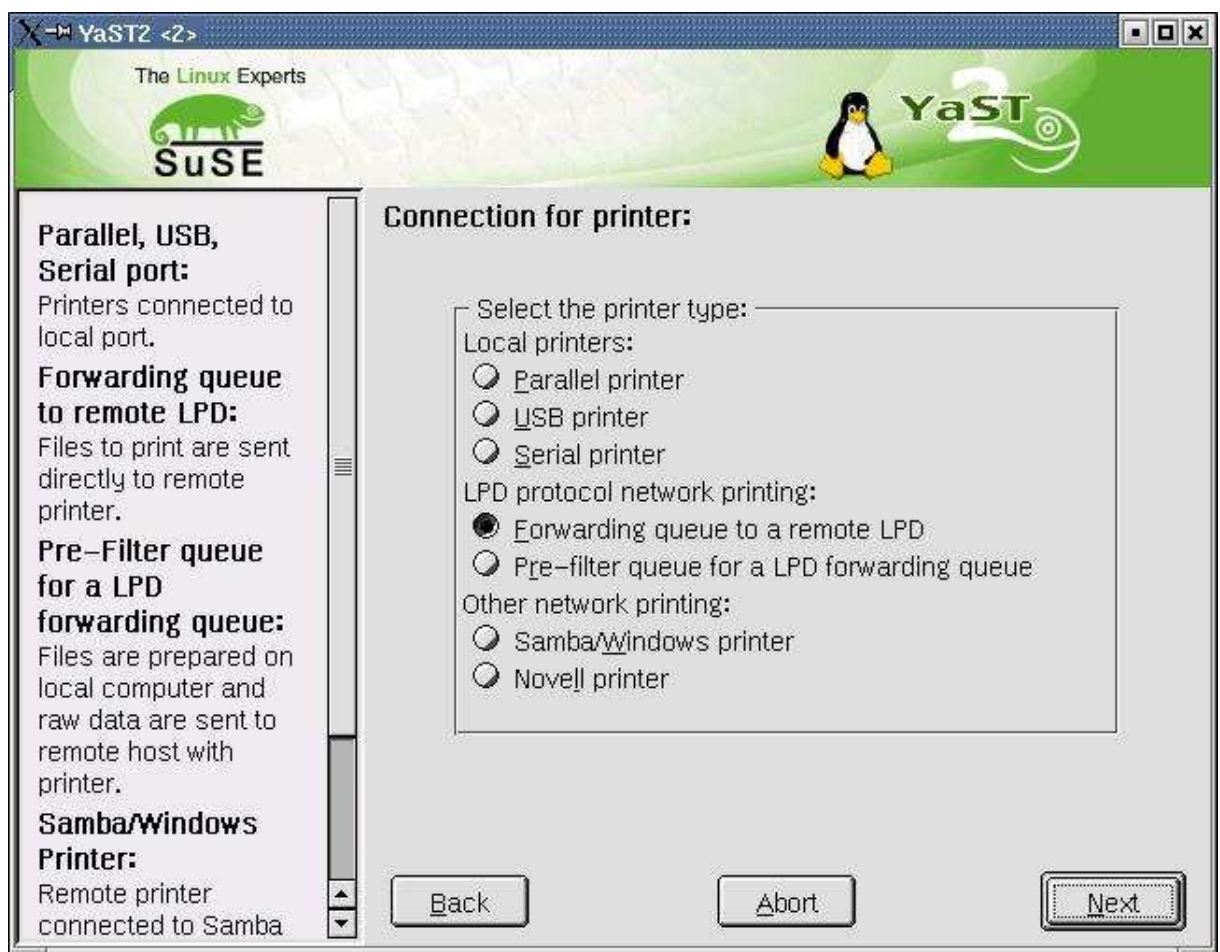 YaST2 <2>
The Linux Experts
SuSE
YaST
2
Parallel, USB,
Serial port:
Printers connected to
local port.
Forwarding queue
to remote LPD:
Files to print are sent
directly to remote
printer.
Pre-Filter queue
for a LPD
forwarding queue:
Files are prepared on
local computer and
raw data are sent to
remote host with
printer.
Samba/Windows
Printer:
Remote printer
connected to Samba
Connection for printer:
Select the printer type:
Local printers:
Parallel printer
USB printer
Serial printer
LPD protocol network printing:
Forwarding queue to a remote LPD
Pre-filter queue for a LPD forwarding queue
Other network printing:
Samba/Windows printer
Novell printer
Back
Abort
Next